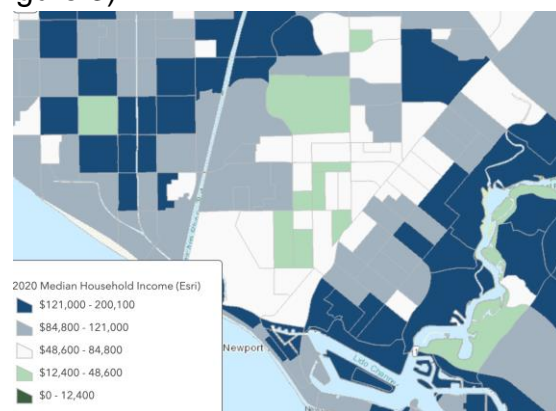 2020 Median Household Income (Esri)
$121,000 - 200,100
$84,800 - 121,000
$48,600 - 84,800
$12,400 - 48,600
$0 - 12,400
Newport
Lido